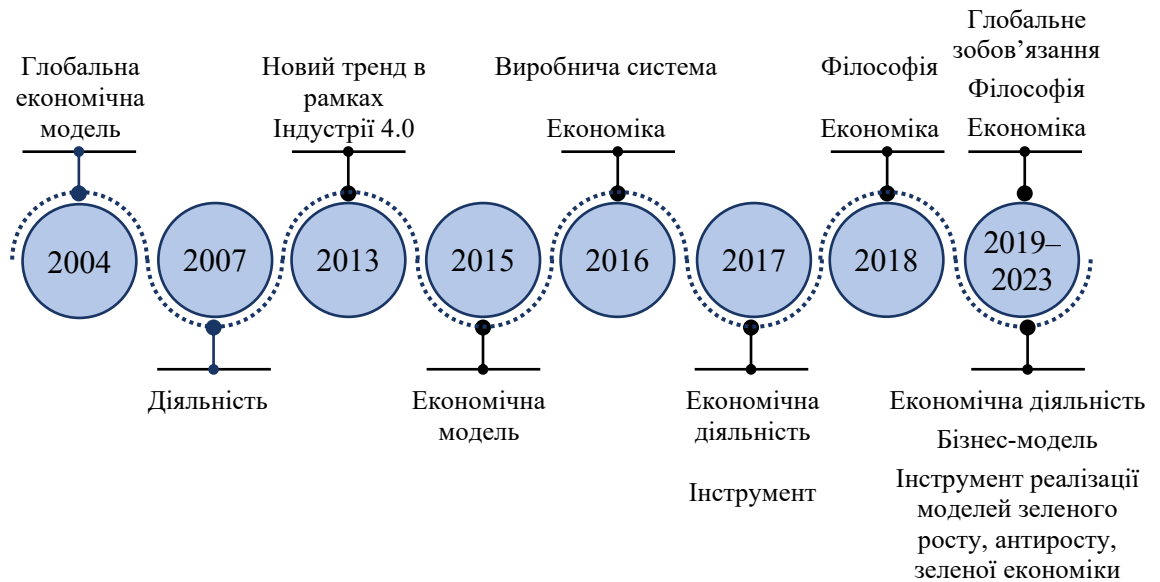 Глобальна
економічна
модель
Новий тренд в
рамках
Індустрії 4.0
Виробнича система
Економіка
Філософія
Економіка
Глобальне
зобов’язання
Філософія
Економіка
2004
2007
2013
2015
2016
2017
2018
2019–
2023
Діяльність
Економічна
модель
Економічна
діяльність
Інструмент
Економічна діяльність
Бізнес-модель
Інструмент реалізації
моделей зеленого
росту, антиросту,
зеленої економіки